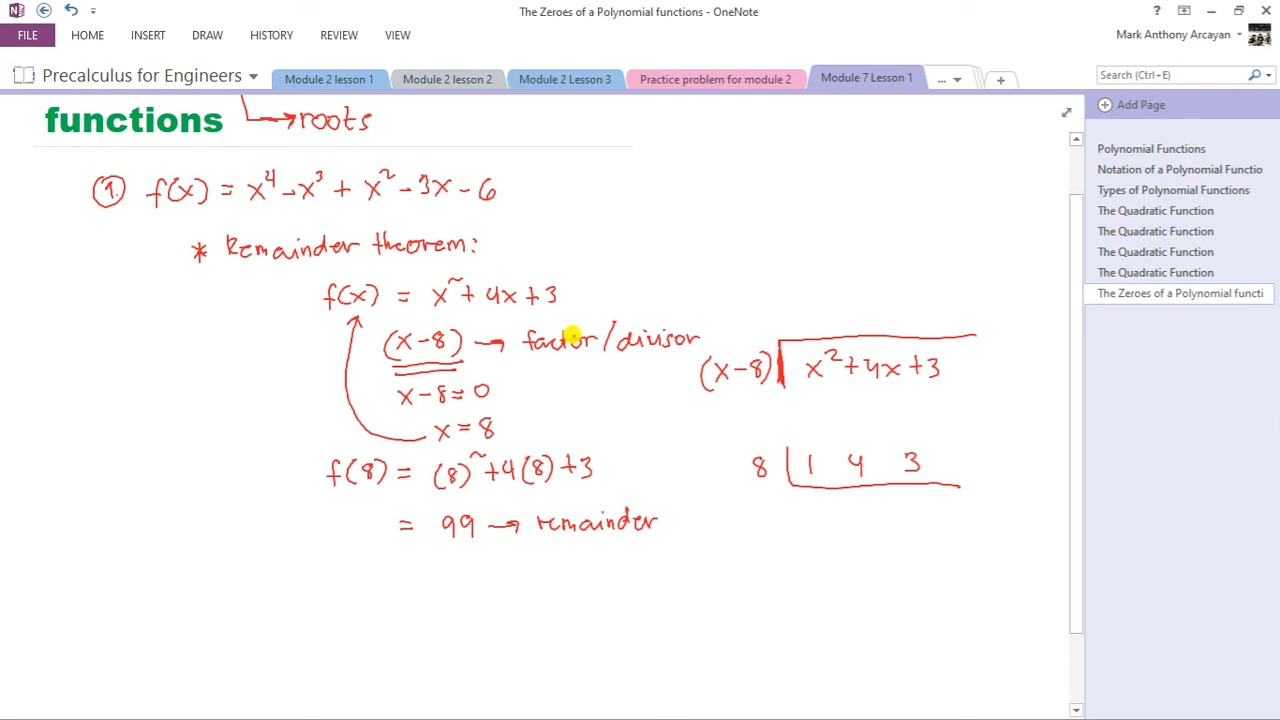 The Zeroes of a Polynomial functions - OneNote
FILE HOME INSERT DRAW HISTORY REVIEW VIEW
Mark Anthony Arcayan
Precalculus for Engineers
Module 2 lesson 1
Module 2 lesson 2
Module 2 Lesson 3
Practice problem for module 2
Module 7 Lesson 1
...
Search (Ctrl+E)
Add Page
Polynomial Functions
Notation of a Polynomial Functio
Types of Polynomial Functions
The Quadratic Function
The Quadratic Function
The Quadratic Function
The Quadratic Function
The Zeroes of a Polynomial functi
functions → roots
① f(x) = x⁴ - x³ + x² - 3x - 6
* Remainder theorem:
f(x) = x² + 4x + 3
(x-8) → factor/divisor
x-8 = 0
x = 8
f(8) = (8)² + 4(8) + 3
= 99 → remainder
(x-8) x² + 4x + 3
8 | 1 4 3